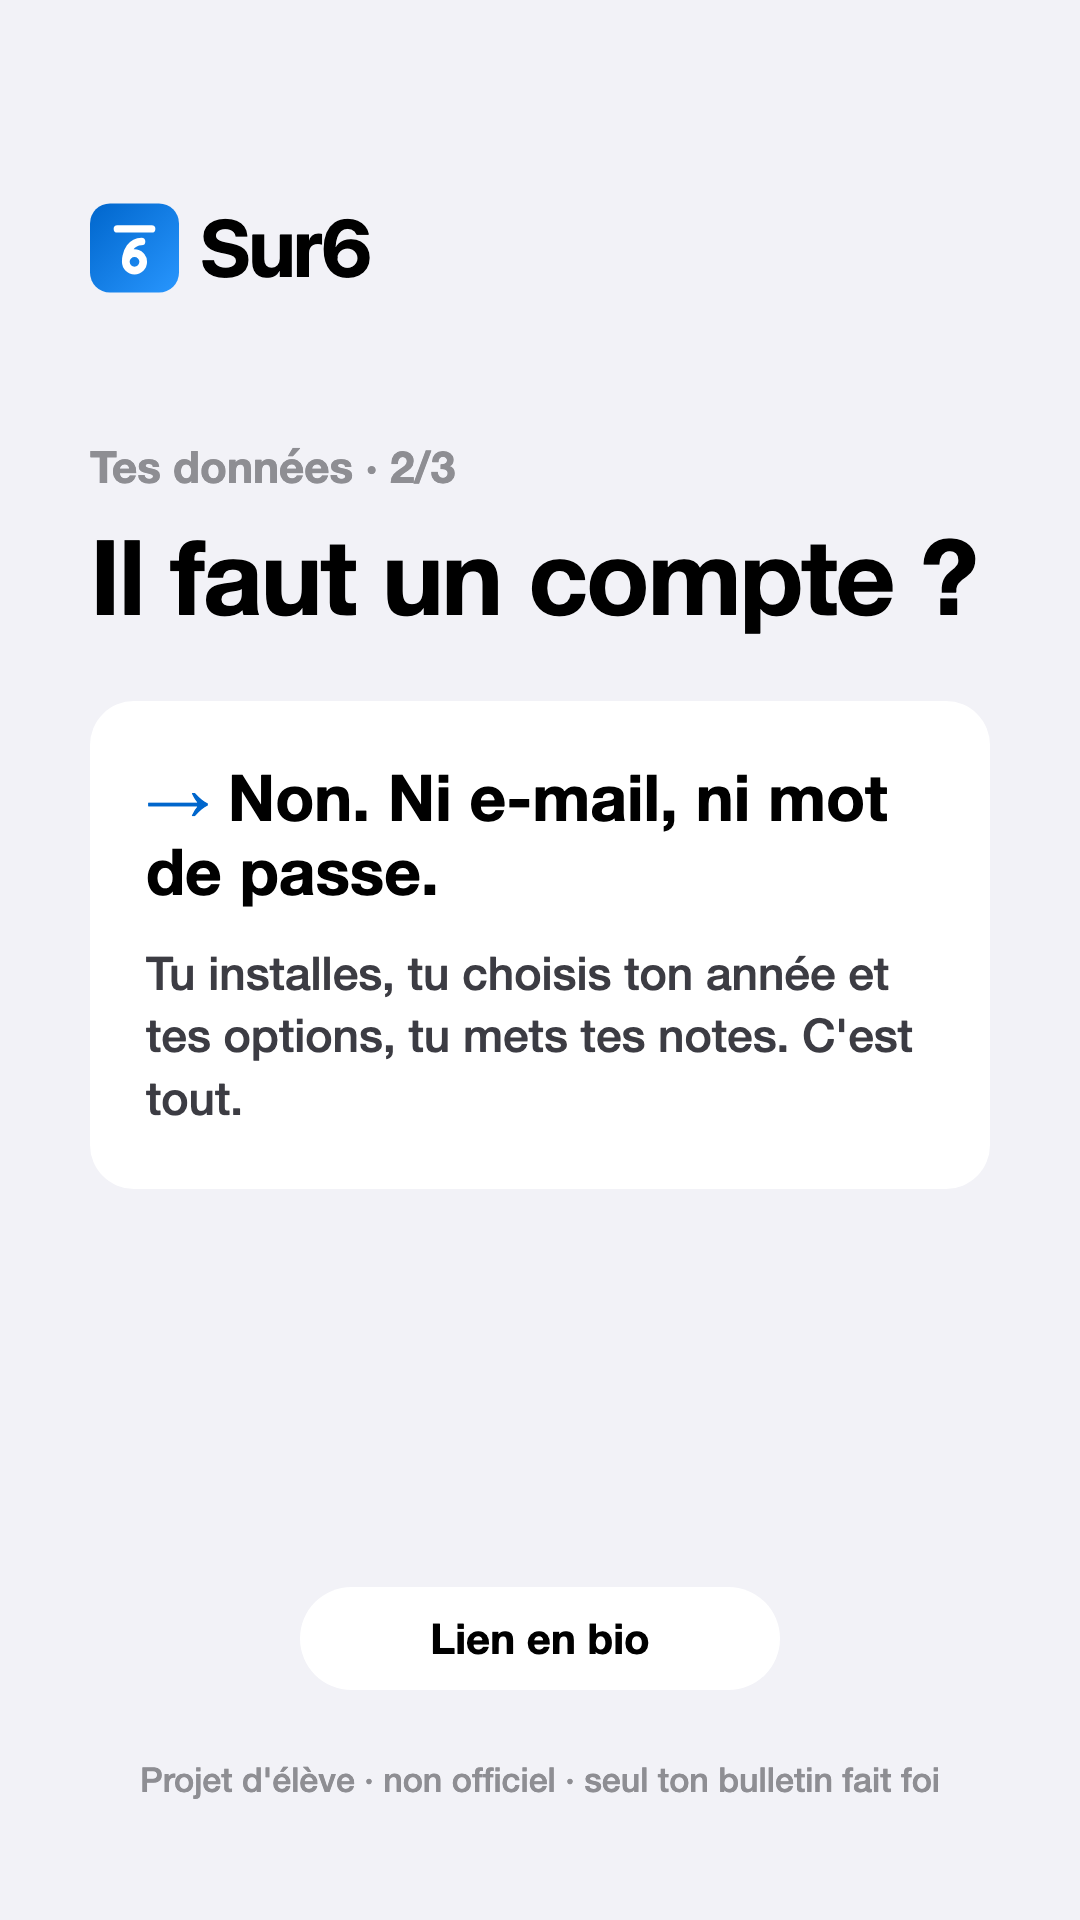 6
Sur6
Tes données · 2/3
Il faut un compte ?
→ Non. Ni e-mail, ni mot
de passe.
Tu installes, tu choisis ton année et
tes options, tu mets tes notes. C'est
tout.
Lien en bio
Projet d'élève · non officiel · seul ton bulletin fait foi